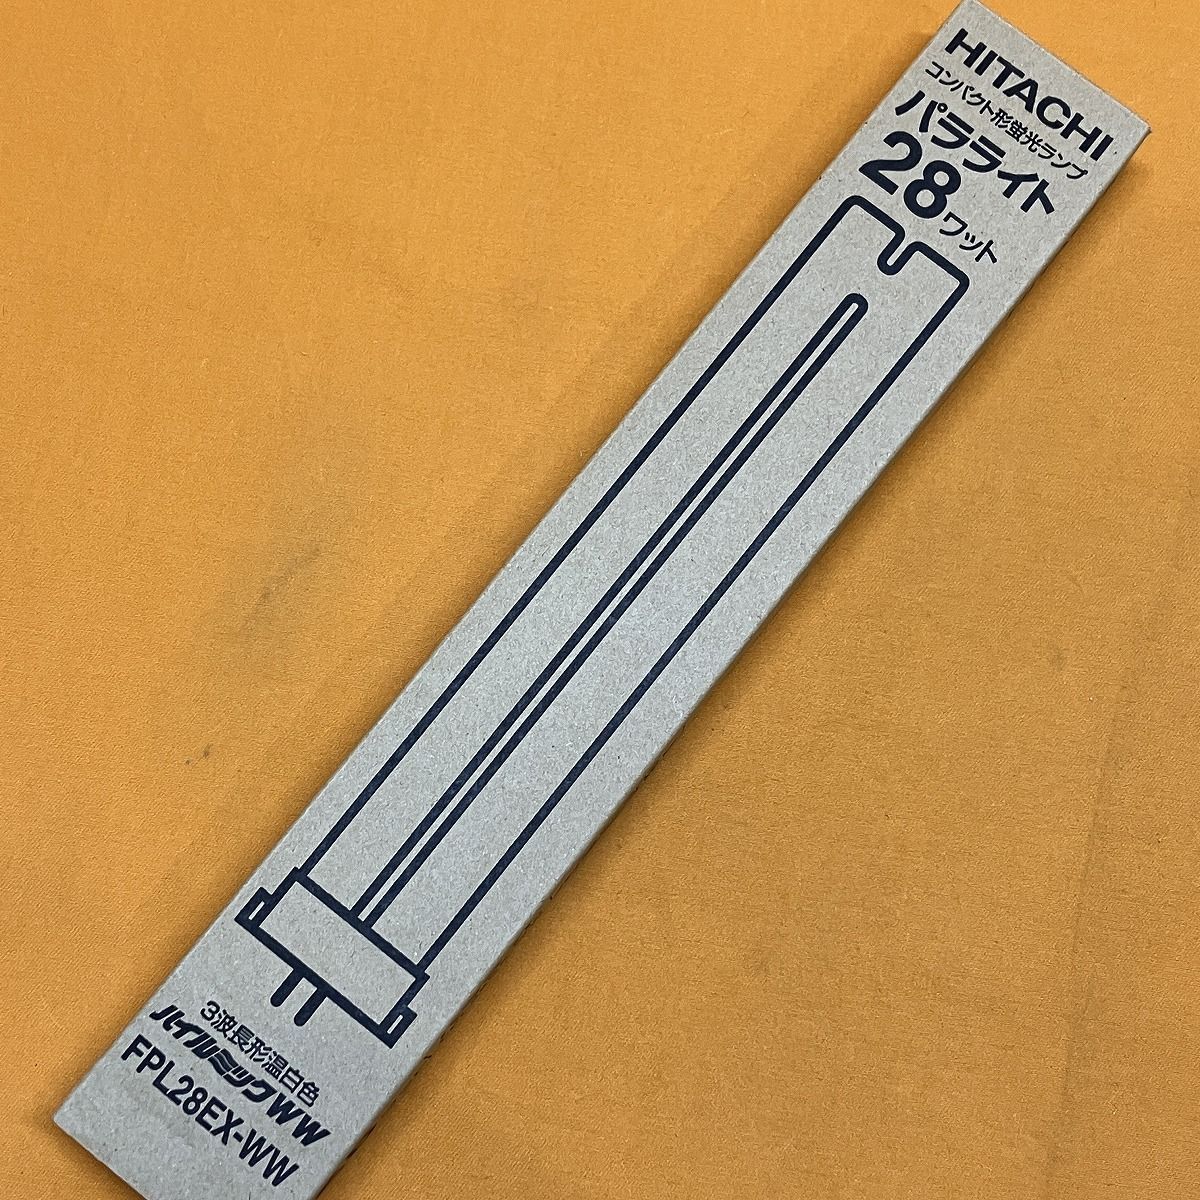 HITACHI
コンパクト形蛍光ランプ
パラライト
28ワット
3波長形温白色
ハイルミックWW
FPL28EX-WW